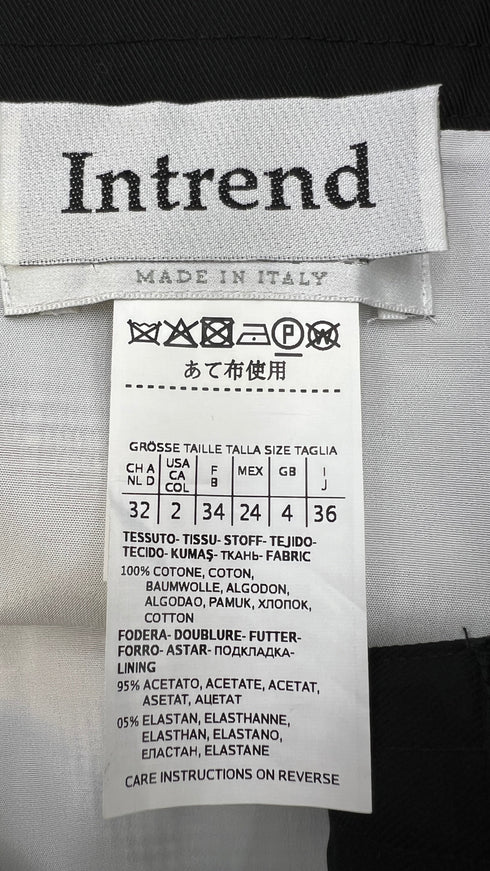 Intrend
MADE IN ITALY
P W
あて布使用
GRÖSSE TAILLE TALLA SIZE TAGLIA
CH A NL D USA CA COL F B MEX GB I J
32 2 34 24 4 36
TESSUTO- TISSU- STOFF- TEJIDO-
TECIDO- KUMAŞ- ТКАНЬ- FABRIC
100% COTONE, COTON,
BAUMWOLLE, ALGODON,
ALGODAO, PAMUK, ХЛОПОК,
COTTON
FODERA- DOUBLURE- FUTTER-
FORRO- ASTAR- ПОДКЛАДКА-
LINING
95% ACETATO, ACETATE, ACETAT,
ASETAT, АЦЕТАТ
05% ELASTAN, ELASTHANNE,
ELASTHAN, ELASTANO,
ЕЛАСТАН, ELASTANE
CARE INSTRUCTIONS ON REVERSE